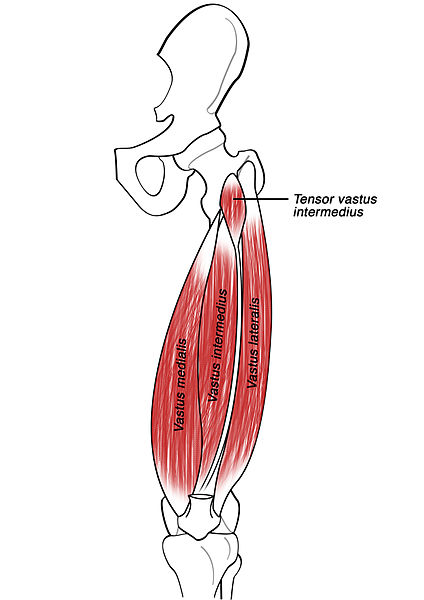 Tensor vastus
intermedius
Vastus medialis
Vastus intermedius
Vastus lateralis